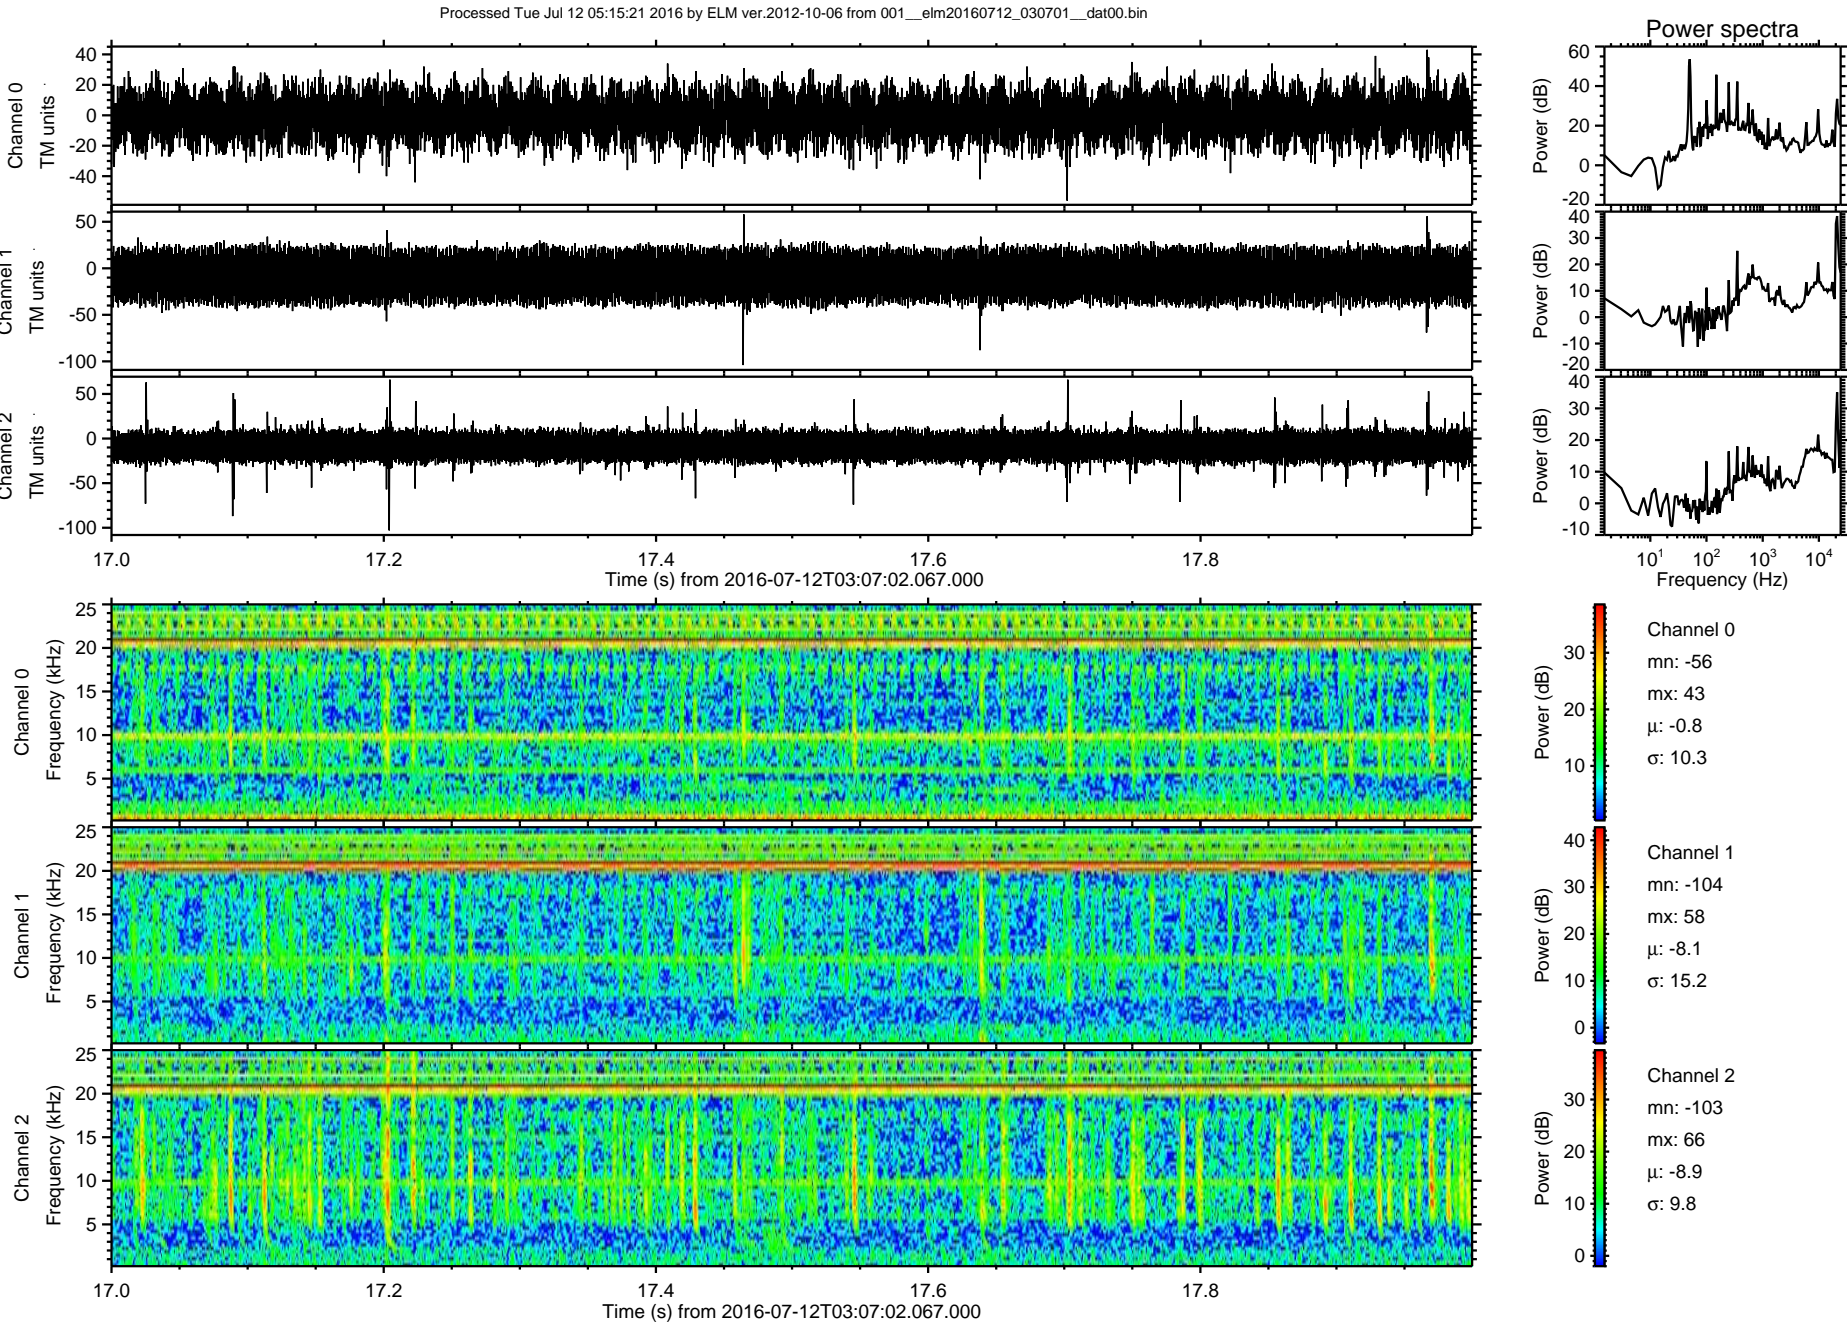 Processed Tue Jul 12 05:15:21 2016 by ELM ver.2012-10-06 from 001__elm20160712_030701__dat00.bin
Power spectra
Channel 0
TM units
40
20
0
-20
-40
Power (dB)
60
40
20
0
-20
Channel 1
TM units
50
0
-50
-100
Power (dB)
40
30
20
10
0
-10
-20
Channel 2
TM units
50
0
-50
-100
Power (dB)
40
30
20
10
0
-10
17.0 17.2 17.4 17.6 17.8
Time (s) from 2016-07-12T03:07:02.067.000
10^1 10^2 10^3 10^4
Frequency (Hz)
Channel 0
Frequency (kHz)
25
20
15
10
5
Power (dB)
30
20
10
Channel 0
mn: -56
mx: 43
μ: -0.8
σ: 10.3
Channel 1
Frequency (kHz)
25
20
15
10
5
Power (dB)
40
30
20
10
0
Channel 1
mn: -104
mx: 58
μ: -8.1
σ: 15.2
Channel 2
Frequency (kHz)
25
20
15
10
5
Power (dB)
30
20
10
0
Channel 2
mn: -103
mx: 66
μ: -8.9
σ: 9.8
17.0 17.2 17.4 17.6 17.8
Time (s) from 2016-07-12T03:07:02.067.000